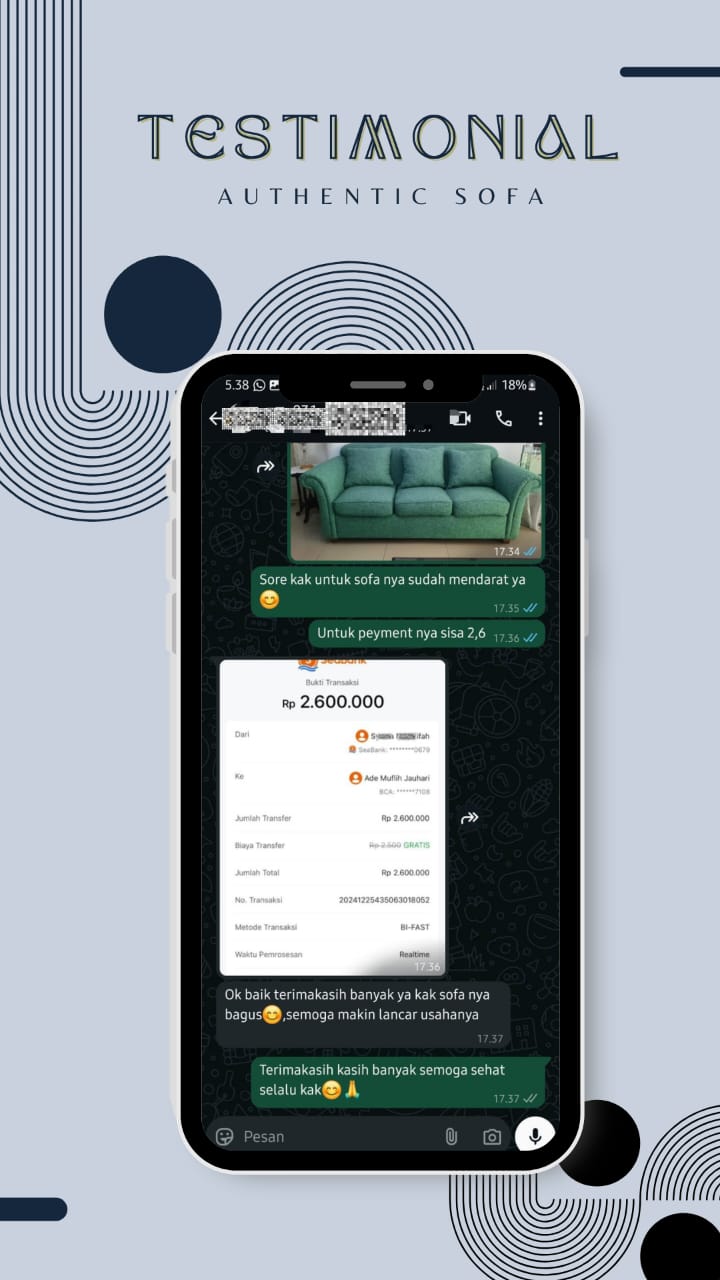 TESTIMONIAL
AUTHENTIC SOFA
5.38
18%
17.34
Sore kak untuk sofa nya sudah mendarat ya
😊
17.35
Untuk peyment nya sisa 2,6
17.36
SeaBank
Bukti Transaksi
Rp 2.600.000
Dari
SeaBank: ********0679
Ke
Ade Muflih Jauhari
BCA: ******7108
Jumlah Transfer Rp 2.600.000
Biaya Transfer Rp 2.500 GRATIS
Jumlah Total Rp 2.600.000
No. Transaksi 20241225435063018052
Metode Transaksi BI-FAST
Waktu Pemrosesan Realtime
17.36
Ok baik terimakasih banyak ya kak sofa nya
bagus😊,semoga makin lancar usahanya
17.37
Terimakasih kasih banyak semoga sehat
selalu kak😊🙏
17.37
Pesan